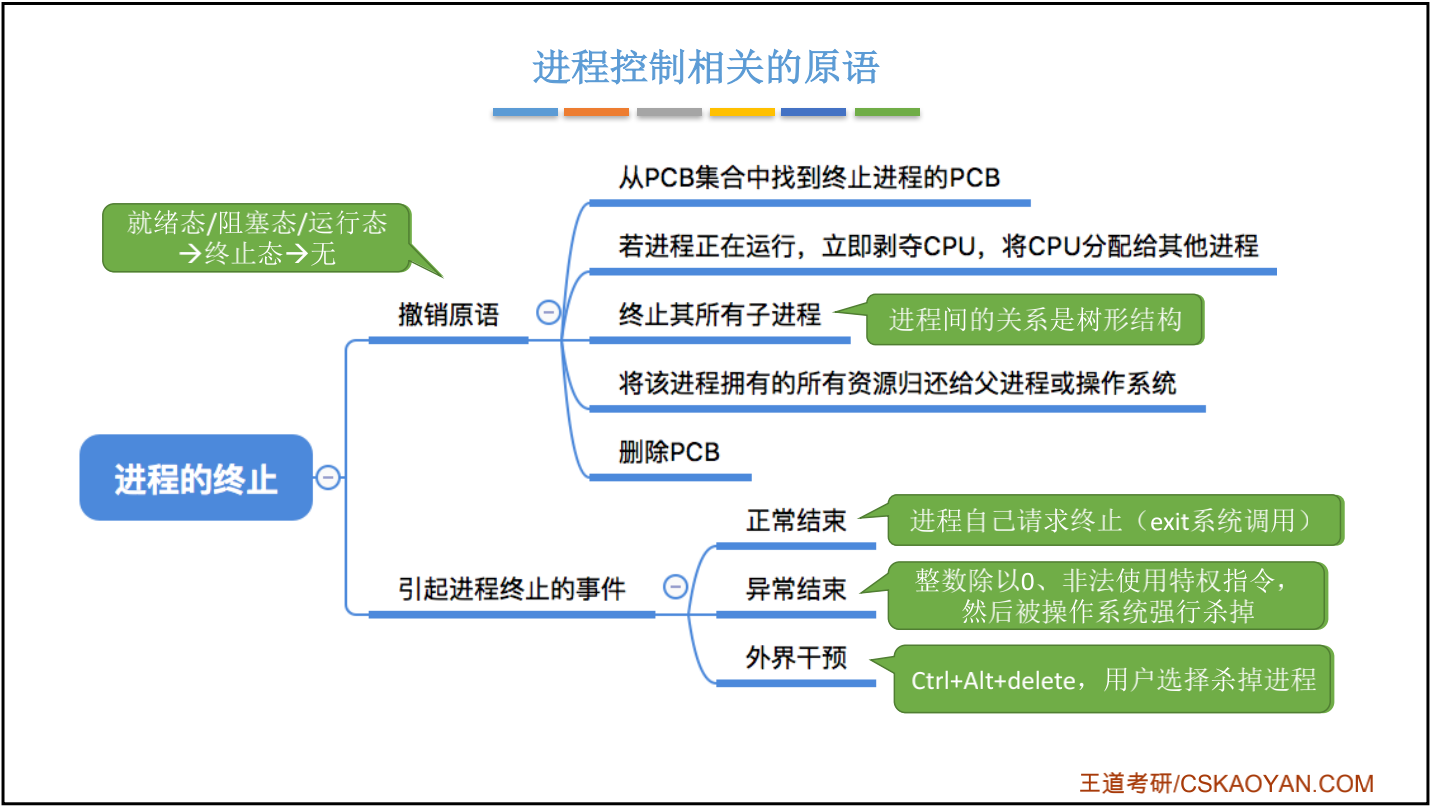 进程控制相关的原语
从PCB集合中找到终止进程的PCB
就绪态/阻塞态/运行态
→终止态→无
若进程正在运行，立即剥夺CPU，将CPU分配给其他进程
撤销原语
终止其所有子进程
进程间的关系是树形结构
将该进程拥有的所有资源归还给父进程或操作系统
删除PCB
进程的终止
正常结束
进程自己请求终止（exit系统调用）
引起进程终止的事件
异常结束
整数除以0、非法使用特权指令，
然后被操作系统强行杀掉
外界干预
Ctrl+Alt+delete，用户选择杀掉进程
王道考研/CSKAOYAN.COM